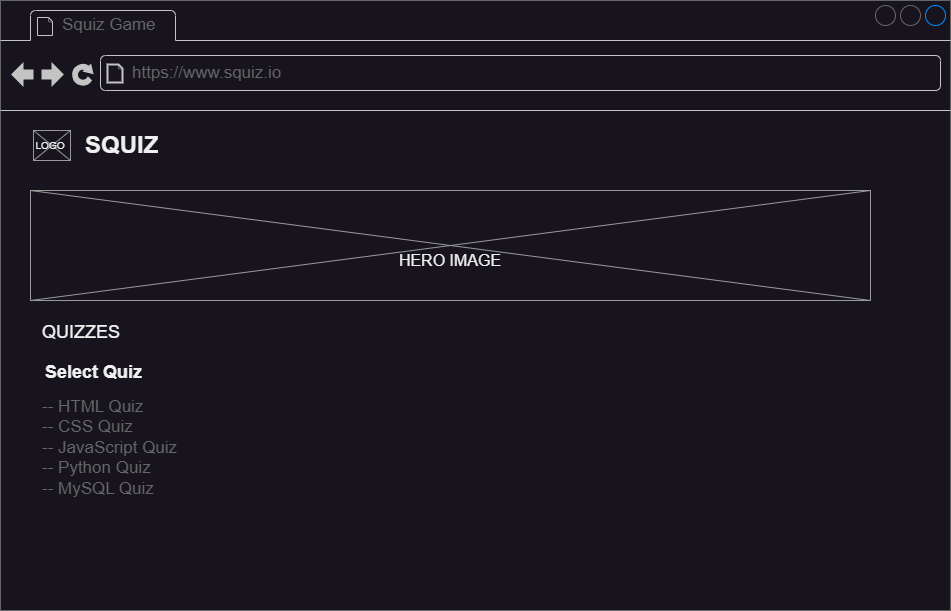 Squiz Game
https://www.squiz.io
LOGO
SQUIZ
HERO IMAGE
QUIZZES
Select Quiz
-- HTML Quiz
-- CSS Quiz
-- JavaScript Quiz
-- Python Quiz
-- MySQL Quiz